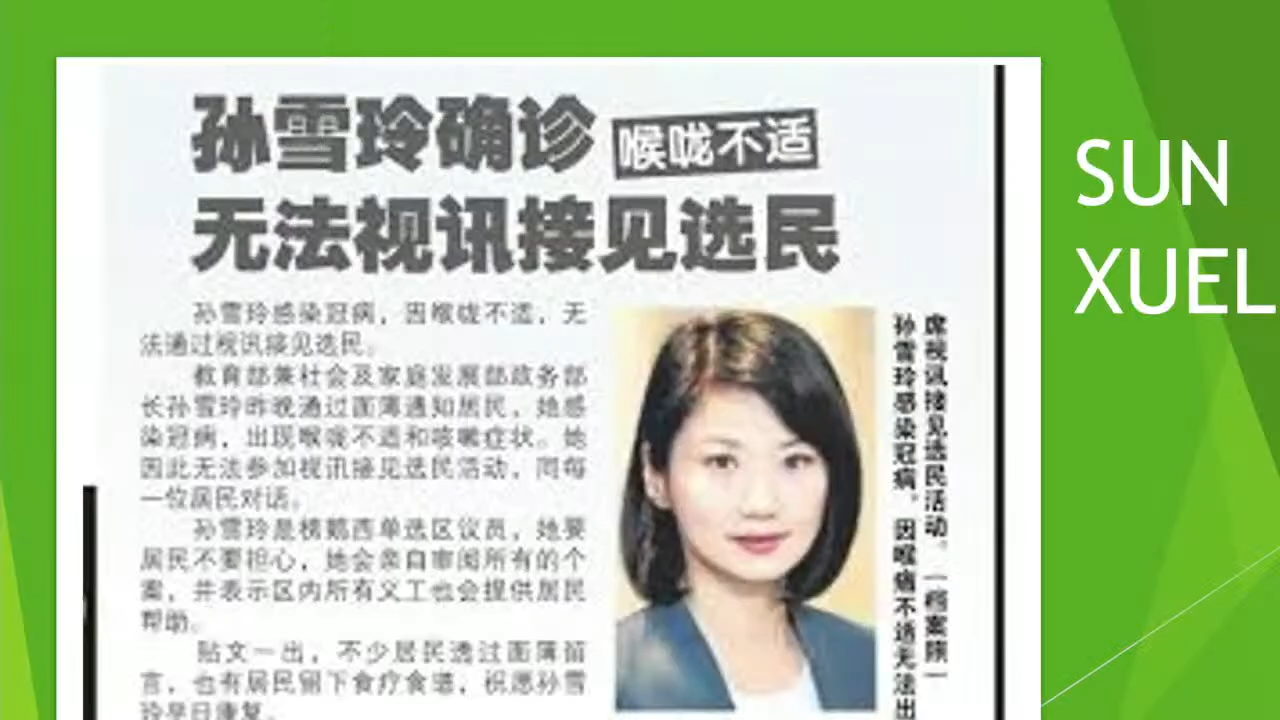 孙雪玲确诊 喉咙不适
无法视讯接见选民
孙雪玲感染冠病，因喉咙不适，无
法通过视讯接见选民。
教育部兼社会及家庭发展部政务部
长孙雪玲昨晚通过面薄通知居民，她感
染冠病，出现喉咙不适和咳嗽症状。她
因此无法参加视讯接见选民活动，同每
一位居民对话。
孙雪玲是榜鹅西单选区议员，她要
居民不要担心，她会亲自审阅所有的个
案，并表示区内所有义工也会提供居民
帮助。
贴文一出，不少居民透过面薄留
言，也有居民留下食疗食谱，祝愿孙雪
玲早日康复。
孙雪玲感染冠病，因喉痛不适无法出
席视讯接见选民活动。（档案照）
SUN
XUEL